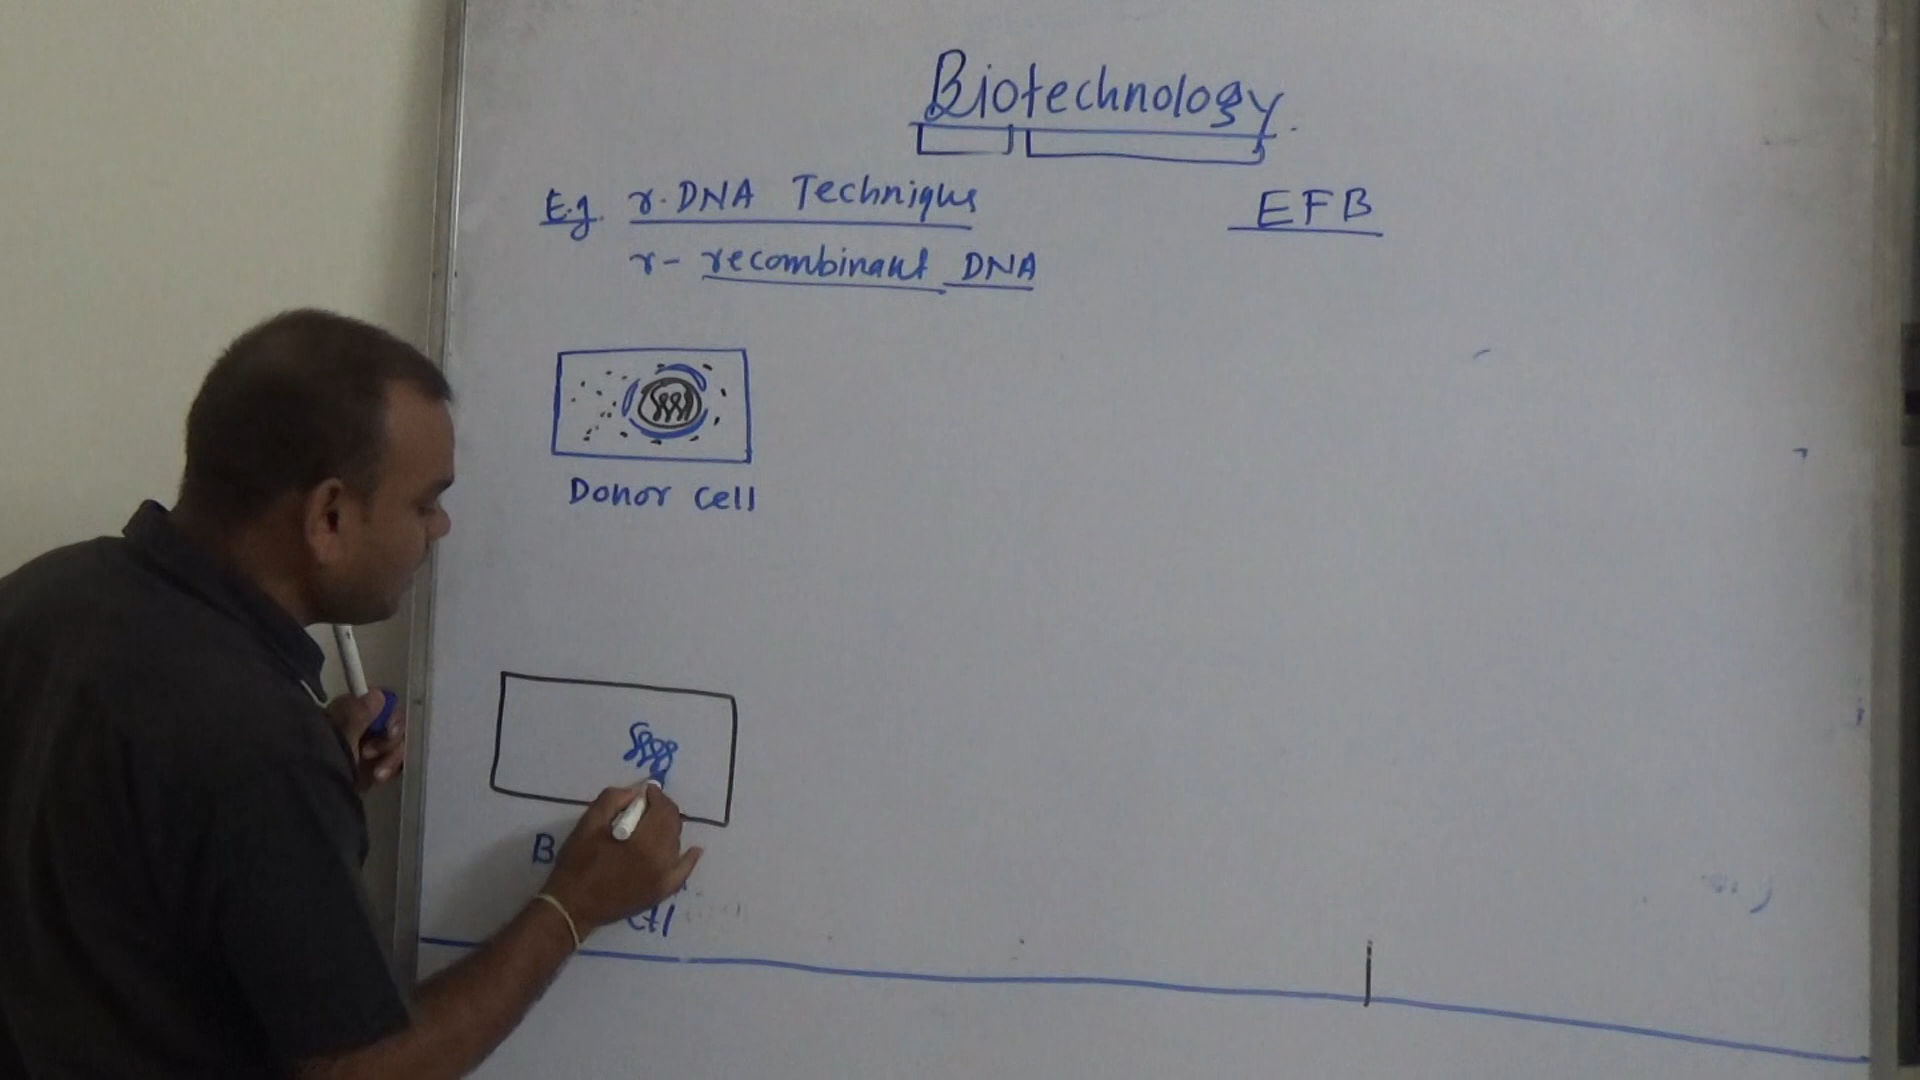 Biotechnology.
E.g. r.DNA Technique
EFB
r- recombinant DNA
Donor cell